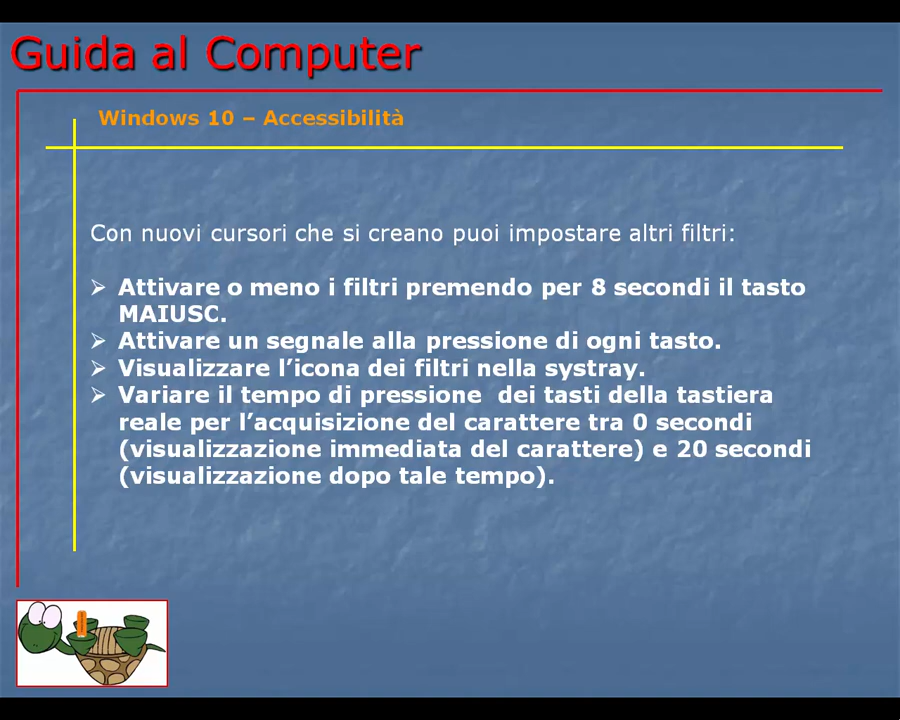 Guida al Computer
Windows 10 – Accessibilità
Con nuovi cursori che si creano puoi impostare altri filtri:
➢ Attivare o meno i filtri premendo per 8 secondi il tasto
MAIUSC.
➢ Attivare un segnale alla pressione di ogni tasto.
➢ Visualizzare l’icona dei filtri nella systray.
➢ Variare il tempo di pressione  dei tasti della tastiera
reale per l’acquisizione del carattere tra 0 secondi
(visualizzazione immediata del carattere) e 20 secondi
(visualizzazione dopo tale tempo).